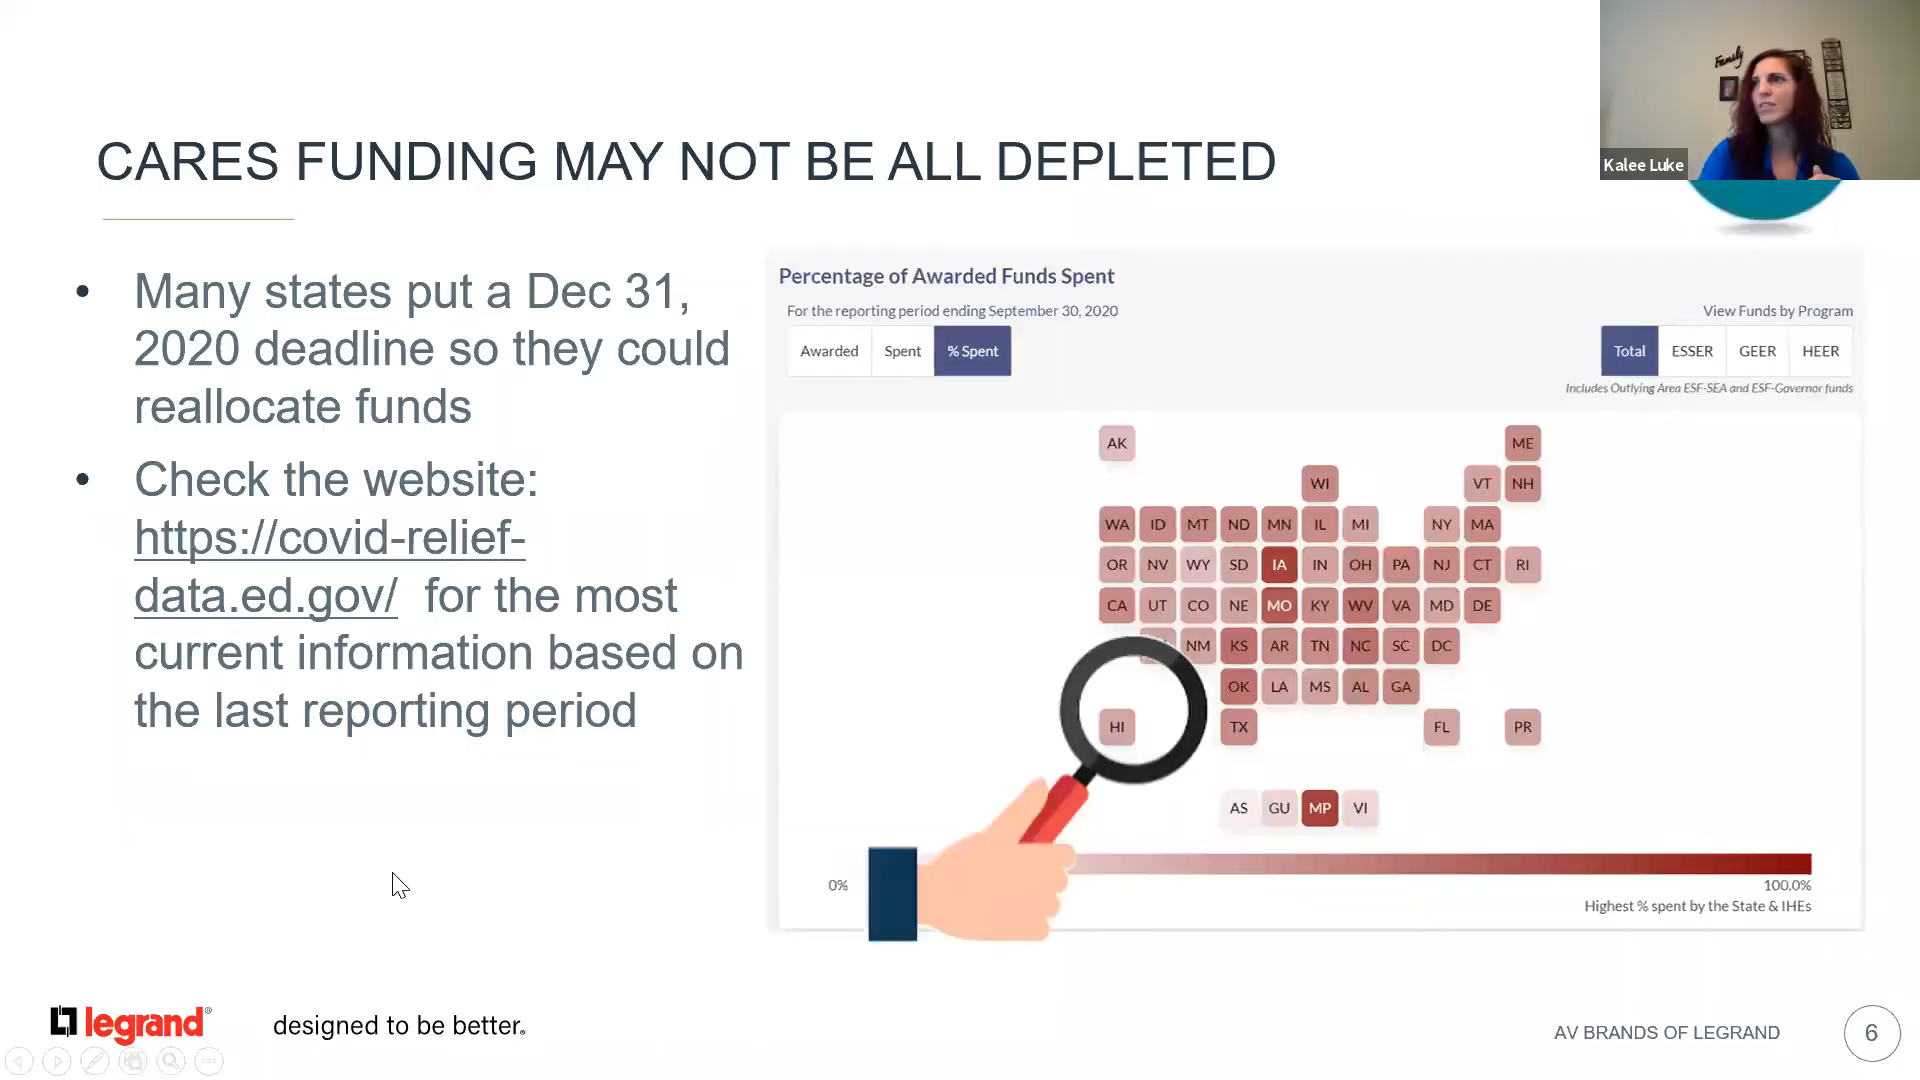 Family
Kalee Luke
CARES FUNDING MAY NOT BE ALL DEPLETED
• Many states put a Dec 31,
2020 deadline so they could
reallocate funds
• Check the website:
https://covid-relief-
data.ed.gov/ for the most
current information based on
the last reporting period
Percentage of Awarded Funds Spent
For the reporting period ending September 30, 2020
View Funds by Program
Awarded Spent % Spent
Total ESSER GEER HEER
Includes Outlying Area ESF-SEA and ESF-Governor funds
AK ME
WI VT NH
WA ID MT ND MN IL MI NY MA
OR NV WY SD IA IN OH PA NJ CT RI
CA UT CO NE MO KY WV VA MD DE
NM KS AR TN NC SC DC
OK LA MS AL GA
HI TX FL PR
AS GU MP VI
0% 100.0%
Highest % spent by the State & IHEs
legrand®
designed to be better.
AV BRANDS OF LEGRAND
6